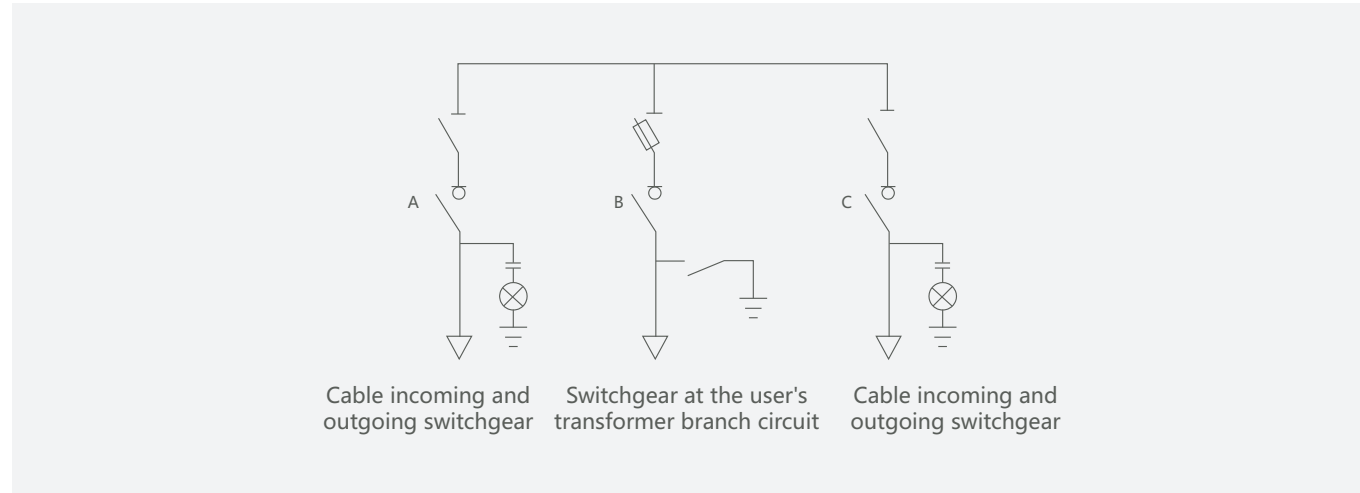 A
B
C
Cable incoming and
outgoing switchgear
Switchgear at the user's
transformer branch circuit
Cable incoming and
outgoing switchgear